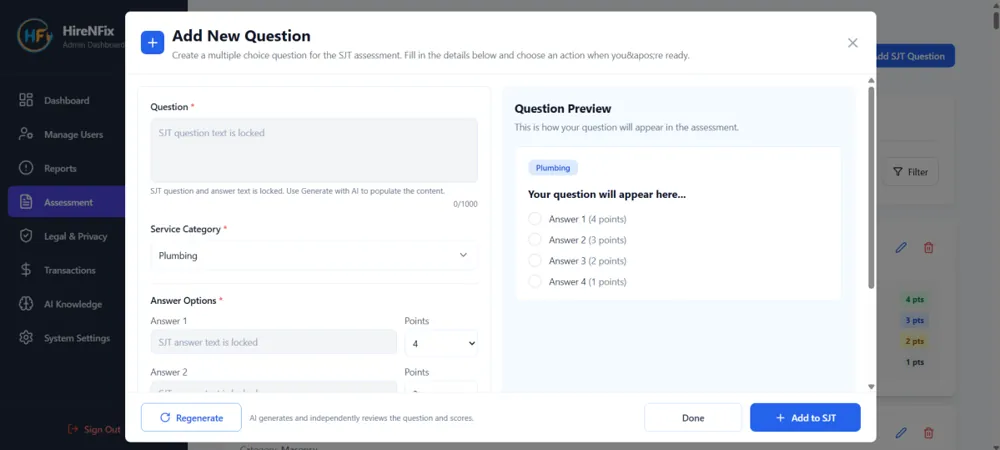 HireNFix
Admin Dashboard
Dashboard
Manage Users
Reports
Assessment
Legal & Privacy
Transactions
AI Knowledge
System Settings
Sign Out
Add New Question
Create a multiple choice question for the SJT assessment. Fill in the details below and choose an action when you&apos;re ready.
Question *
SJT question text is locked
SJT question and answer text is locked. Use Generate with AI to populate the content.
0/1000
Service Category *
Plumbing
Answer Options *
Answer 1
Points
SJT answer text is locked
4
Answer 2
Points
Question Preview
This is how your question will appear in the assessment.
Plumbing
Your question will appear here...
Answer 1 (4 points)
Answer 2 (3 points)
Answer 3 (2 points)
Answer 4 (1 points)
Regenerate
AI generates and independently reviews the question and scores.
Done
Add to SJT
SJT Question
Filter
4 pts
3 pts
2 pts
1 pts